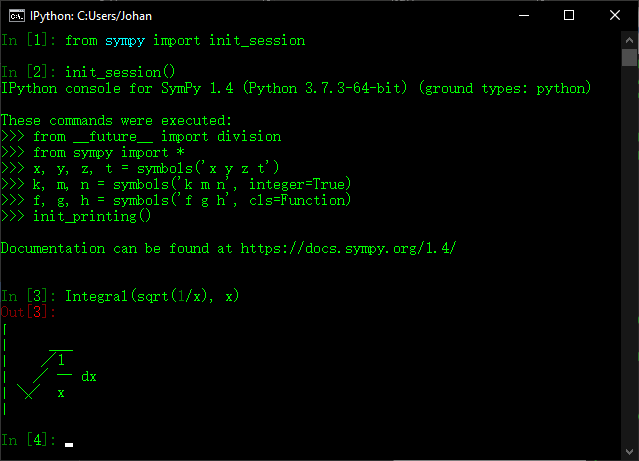 IPython: C:Users/Johan
In [1]: from sympy import init_session
In [2]: init_session()
IPython console for SymPy 1.4 (Python 3.7.3-64-bit) (ground types: python)
These commands were executed:
>>> from __future__ import division
>>> from sympy import *
>>> x, y, z, t = symbols('x y z t')
>>> k, m, n = symbols('k m n', integer=True)
>>> f, g, h = symbols('f g h', cls=Function)
>>> init_printing()
Documentation can be found at https://docs.sympy.org/1.4/
In [3]: Integral(sqrt(1/x), x)
Out[3]:
⌠
⎮     ___
⎮    ╱ 1
⎮   ╱  ─ dx
⎮ ╲╱   x
⌡
In [4]: